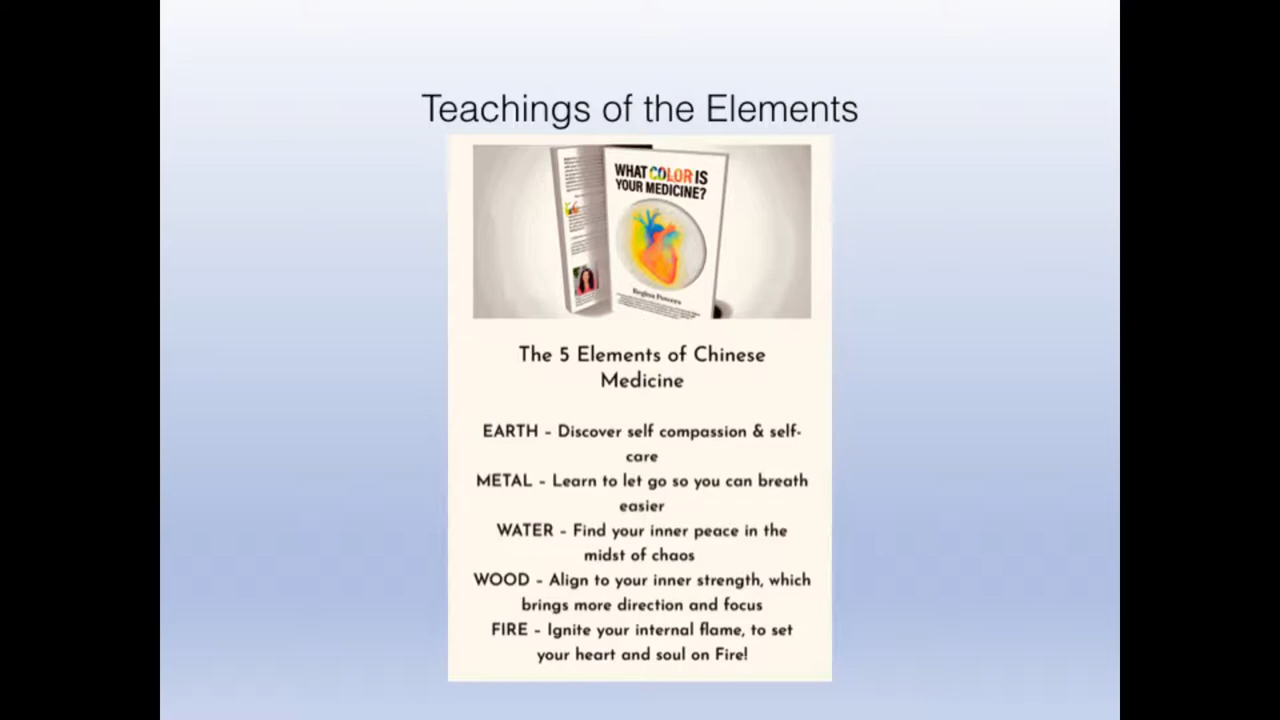 Teachings of the Elements
WHAT COLOR IS
YOUR MEDICINE?
Regina Powers
The 5 Elements of Chinese
Medicine
EARTH – Discover self compassion & self-
care
METAL – Learn to let go so you can breath
easier
WATER – Find your inner peace in the
midst of chaos
WOOD – Align to your inner strength, which
brings more direction and focus
FIRE – Ignite your internal flame, to set
your heart and soul on Fire!